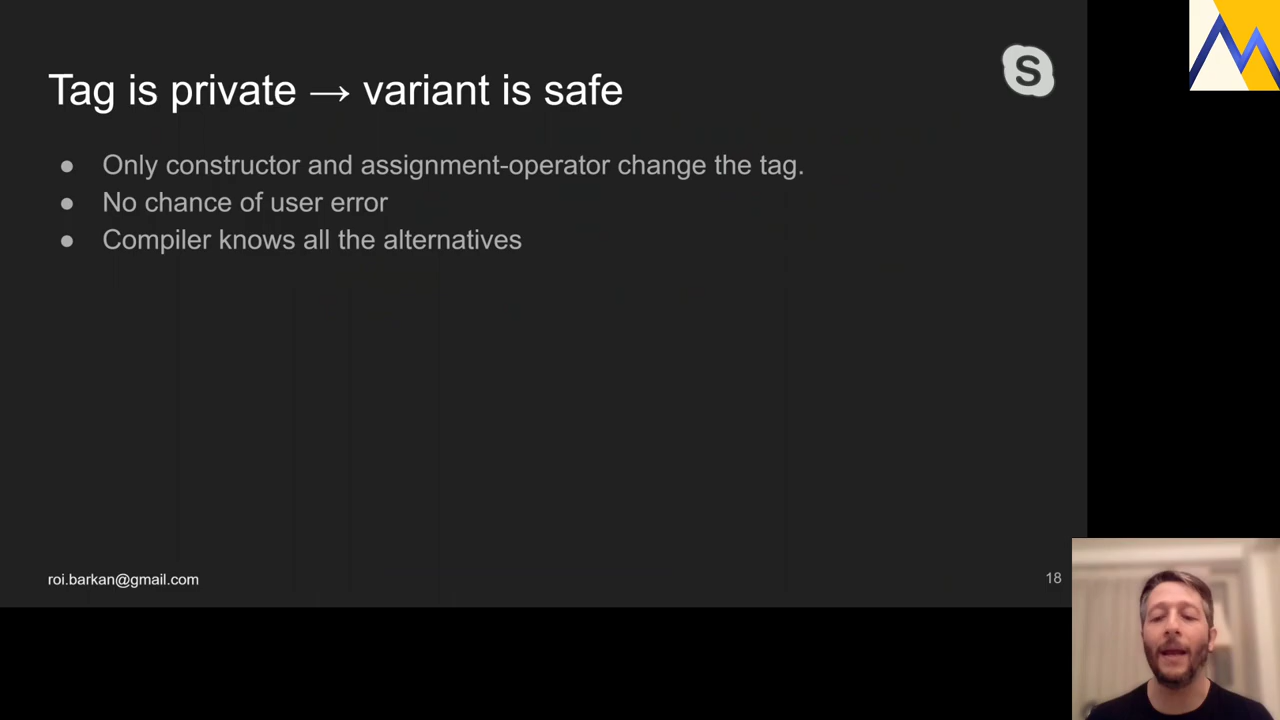 Tag is private → variant is safe
● Only constructor and assignment-operator change the tag.
● No chance of user error
● Compiler knows all the alternatives
S
roi.barkan@gmail.com
18